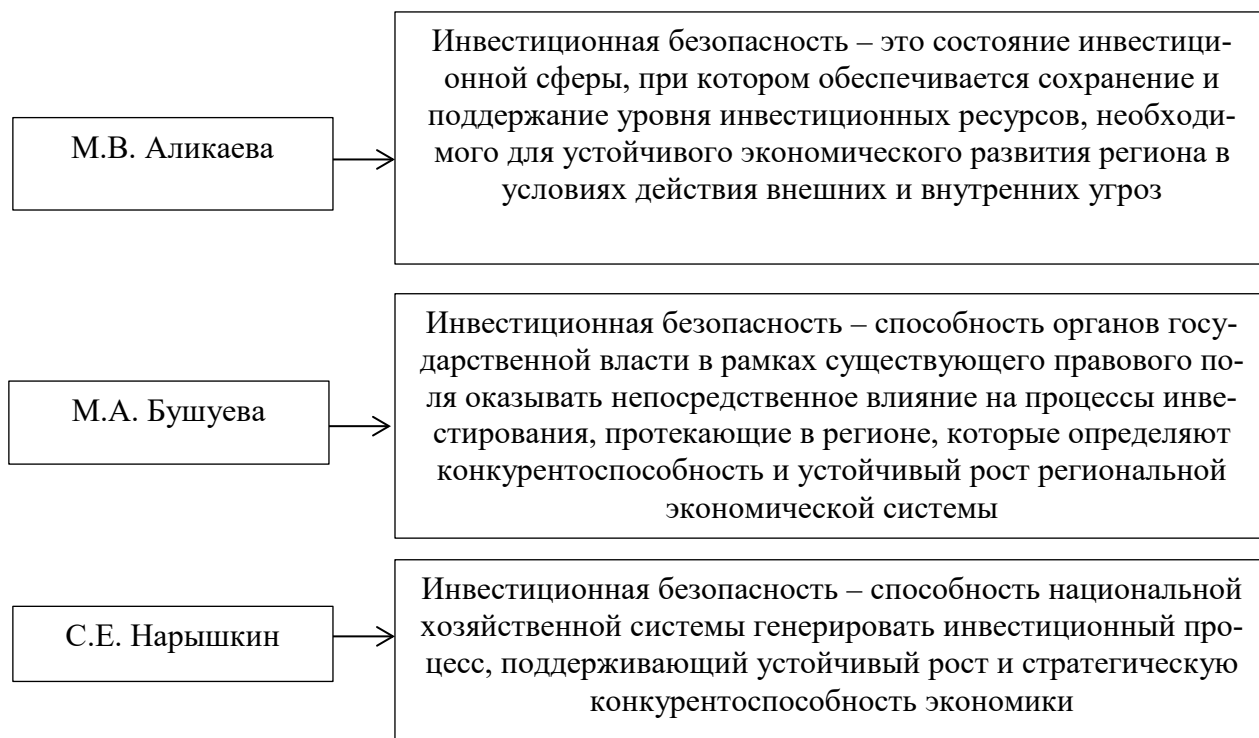 М.В. Аликаева
Инвестиционная безопасность – это состояние инвестици-
онной сферы, при котором обеспечивается сохранение и
поддержание уровня инвестиционных ресурсов, необходи-
мого для устойчивого экономического развития региона в
условиях действия внешних и внутренних угроз
М.А. Бушуева
Инвестиционная безопасность – способность органов госу-
дарственной власти в рамках существующего правового по-
ля оказывать непосредственное влияние на процессы инве-
стирования, протекающие в регионе, которые определяют
конкурентоспособность и устойчивый рост региональной
экономической системы
С.Е. Нарышкин
Инвестиционная безопасность – способность национальной
хозяйственной системы генерировать инвестиционный про-
цесс, поддерживающий устойчивый рост и стратегическую
конкурентоспособность экономики